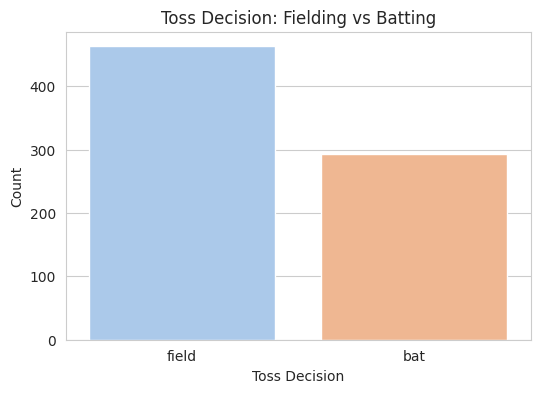 Toss Decision: Fielding vs Batting
Count
400
300
200
100
0
field bat
Toss Decision